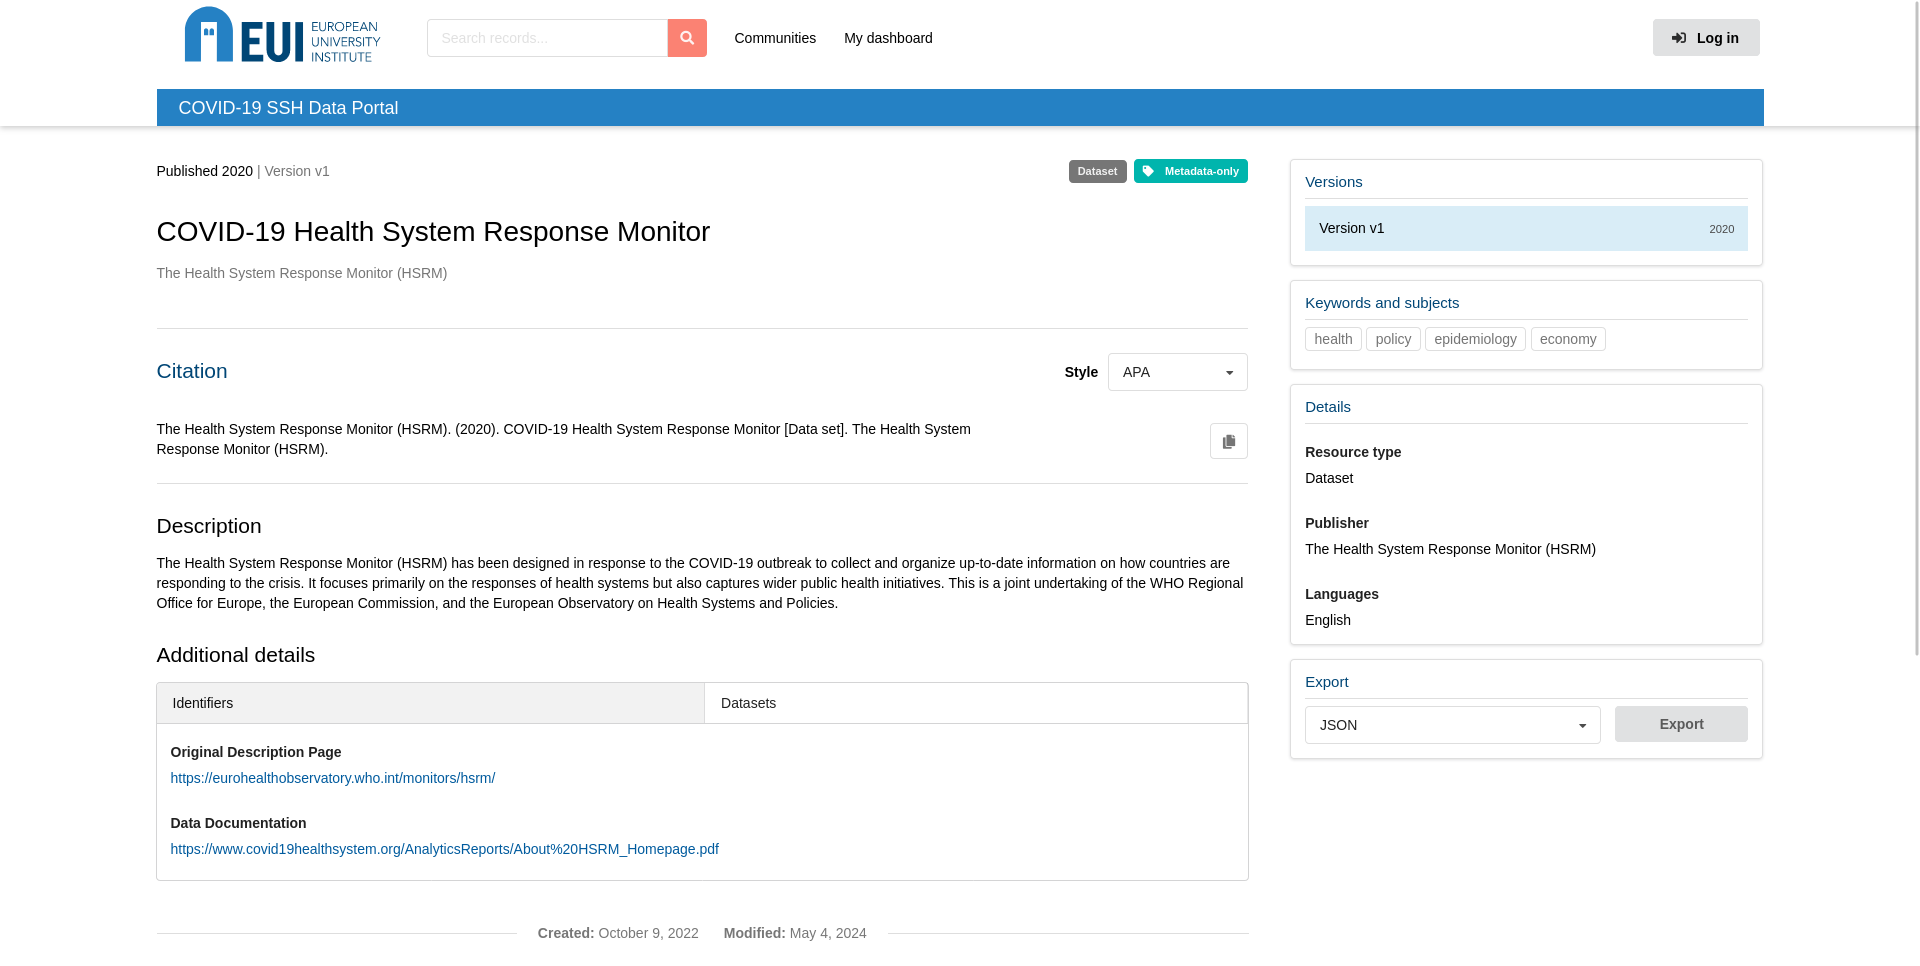 EUI EUROPEAN
UNIVERSITY
INSTITUTE
Search records...
Communities
My dashboard
Log in
COVID-19 SSH Data Portal
Published 2020 | Version v1
Dataset
Metadata-only
COVID-19 Health System Response Monitor
The Health System Response Monitor (HSRM)
Citation
Style
APA
The Health System Response Monitor (HSRM). (2020). COVID-19 Health System Response Monitor [Data set]. The Health System
Response Monitor (HSRM).
Description
The Health System Response Monitor (HSRM) has been designed in response to the COVID-19 outbreak to collect and organize up-to-date information on how countries are
responding to the crisis. It focuses primarily on the responses of health systems but also captures wider public health initiatives. This is a joint undertaking of the WHO Regional
Office for Europe, the European Commission, and the European Observatory on Health Systems and Policies.
Additional details
Identifiers
Datasets
Original Description Page
https://eurohealthobservatory.who.int/monitors/hsrm/
Data Documentation
https://www.covid19healthsystem.org/AnalyticsReports/About%20HSRM_Homepage.pdf
Created: October 9, 2022
Modified: May 4, 2024
Versions
Version v1
2020
Keywords and subjects
health
policy
epidemiology
economy
Details
Resource type
Dataset
Publisher
The Health System Response Monitor (HSRM)
Languages
English
Export
JSON
Export